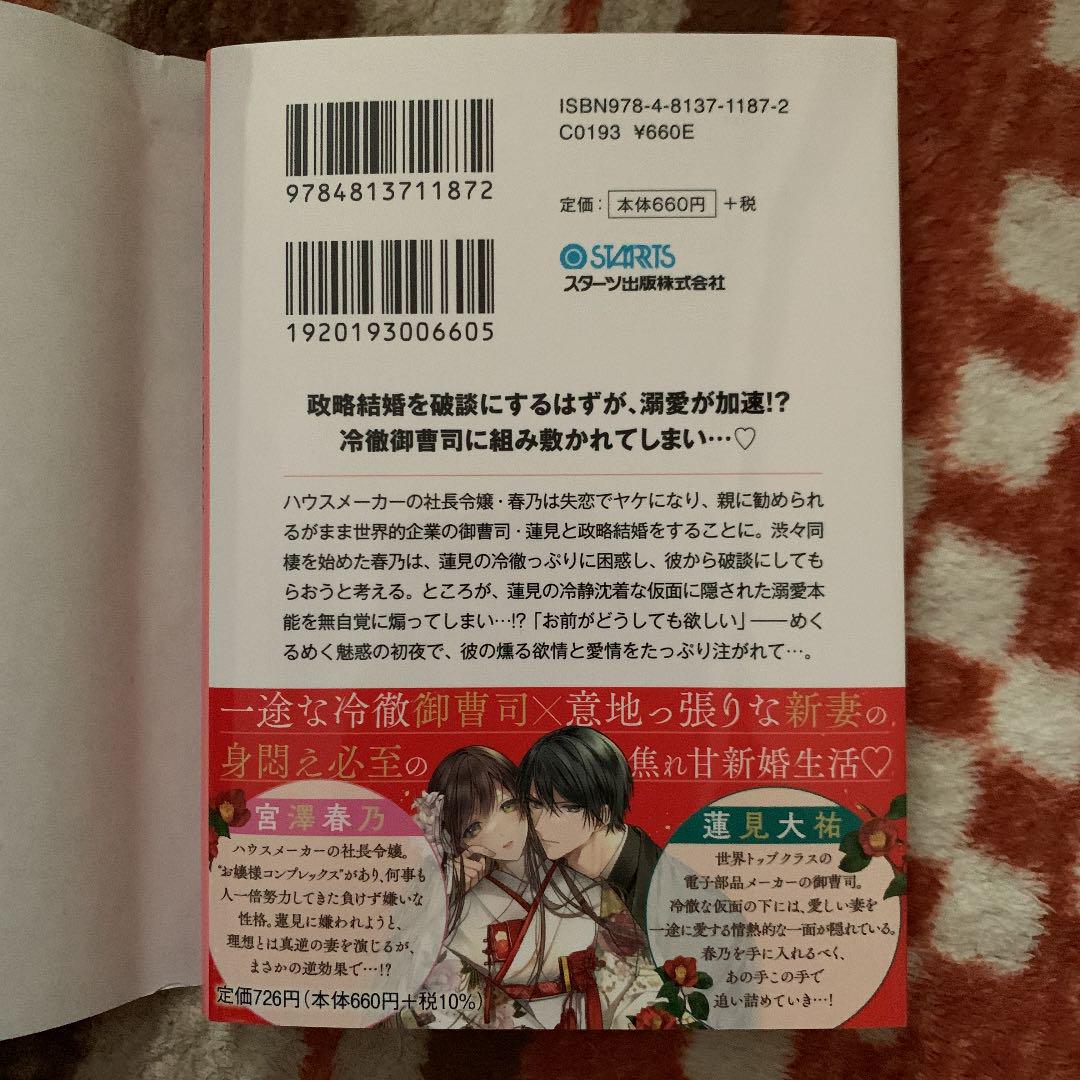 9784813711872
1920193006605
ISBN978-4-8137-1187-2
C0193 ¥660E
定価：本体660円＋税
STARTS
スターツ出版株式会社
政略結婚を破談にするはずが、溺愛が加速!?
冷徹御曹司に組み敷かれてしまい…♡
ハウスメーカーの社長令嬢・春乃は失恋でヤケになり、親に勧められ
るがまま世界的企業の御曹司・蓮見と政略結婚をすることに。渋々同
棲を始めた春乃は、蓮見の冷徹っぷりに困惑し、彼から破談にしても
らおうと考える。ところが、蓮見の冷静沈着な仮面に隠された溺愛本
能を無自覚に煽ってしまい…!?「お前がどうしても欲しい」――めく
るめく魅惑の初夜で、彼の燻る欲情と愛情をたっぷり注がれて…。
一途な冷徹御曹司×意地っ張りな新妻の
身悶え必至の焦れ甘新婚生活♡
宮澤春乃
ハウスメーカーの社長令嬢。
“お嬢様コンプレックス”があり、何事も
人一倍努力してきた負けず嫌いな
性格。蓮見に嫌われようと、
理想とは真逆の妻を演じるが、
まさかの逆効果で…!?
蓮見大祐
世界トップクラスの
電子部品メーカーの御曹司。
冷徹な仮面の下には、愛しい妻を
一途に愛する情熱的な一面が隠れている。
春乃を手に入れるべく、
あの手この手で
追い詰めていき…!
定価726円（本体660円＋税10%）